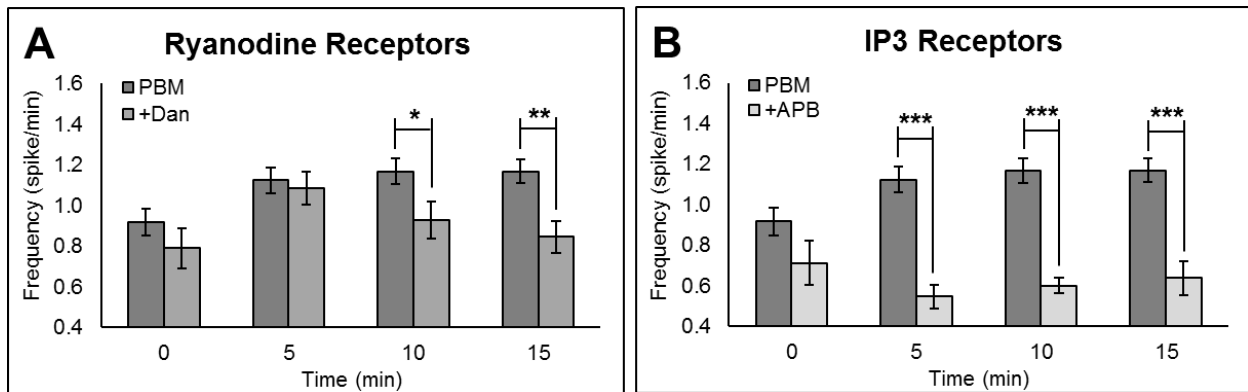 A
Ryanodine Receptors
PBM
+Dan
Frequency (spike/min)
1.6
1.4
1.2
1.0
0.8
0.6
0.4
*
**
0 5 10 15
Time (min)
B
IP3 Receptors
PBM
+APB
Frequency (spike/min)
1.6
1.4
1.2
1.0
0.8
0.6
0.4
***
***
***
0 5 10 15
Time (min)